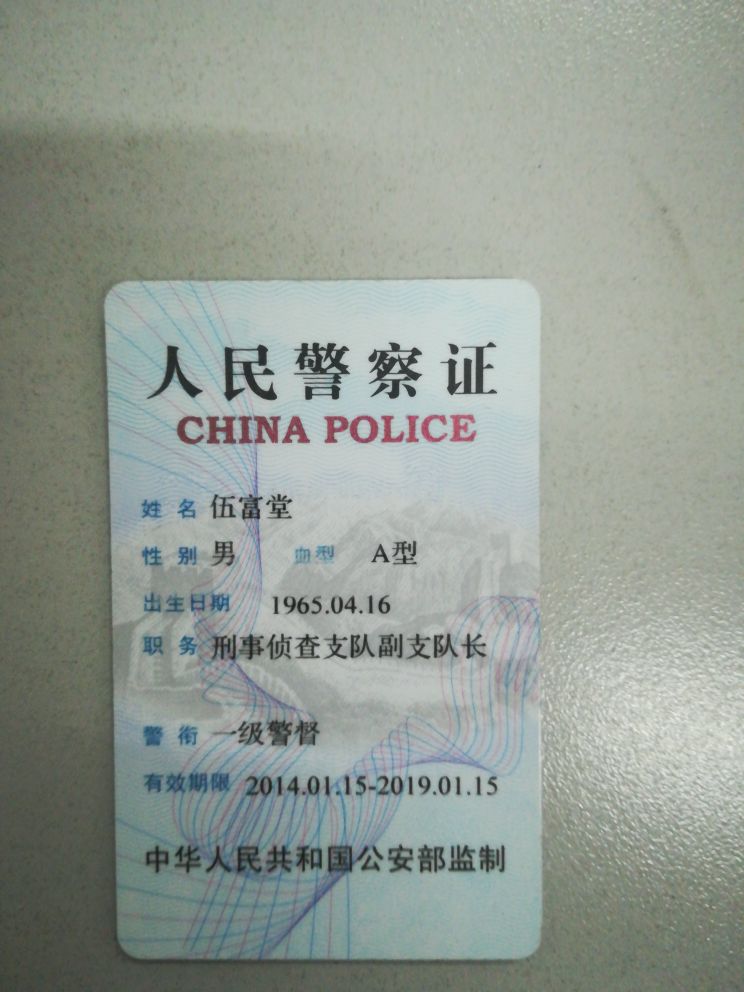 人民警察证
CHINA POLICE
姓名 伍富堂
性别 男 血型 A型
出生日期 1965.04.16
职务 刑事侦查支队副支队长
警衔 一级警督
有效期限 2014.01.15-2019.01.15
中华人民共和国公安部监制